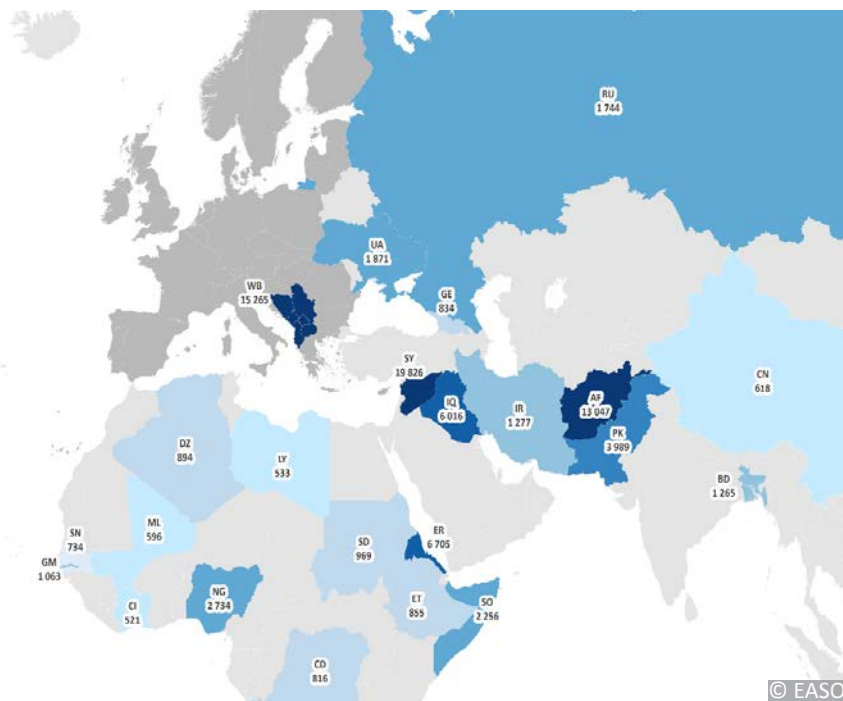 RU
1 744
UA
1 871
WB
15 265
GE
834
SY
19 826
CN
618
IQ
6 016
IR
1 277
AF
13 047
PK
3 989
DZ
894
LY
533
BD
1 265
ML
596
SN
734
SD
969
ER
6 705
GM
1 063
NG
2 734
CI
521
ET
855
SO
2 256
CD
816
© EASO